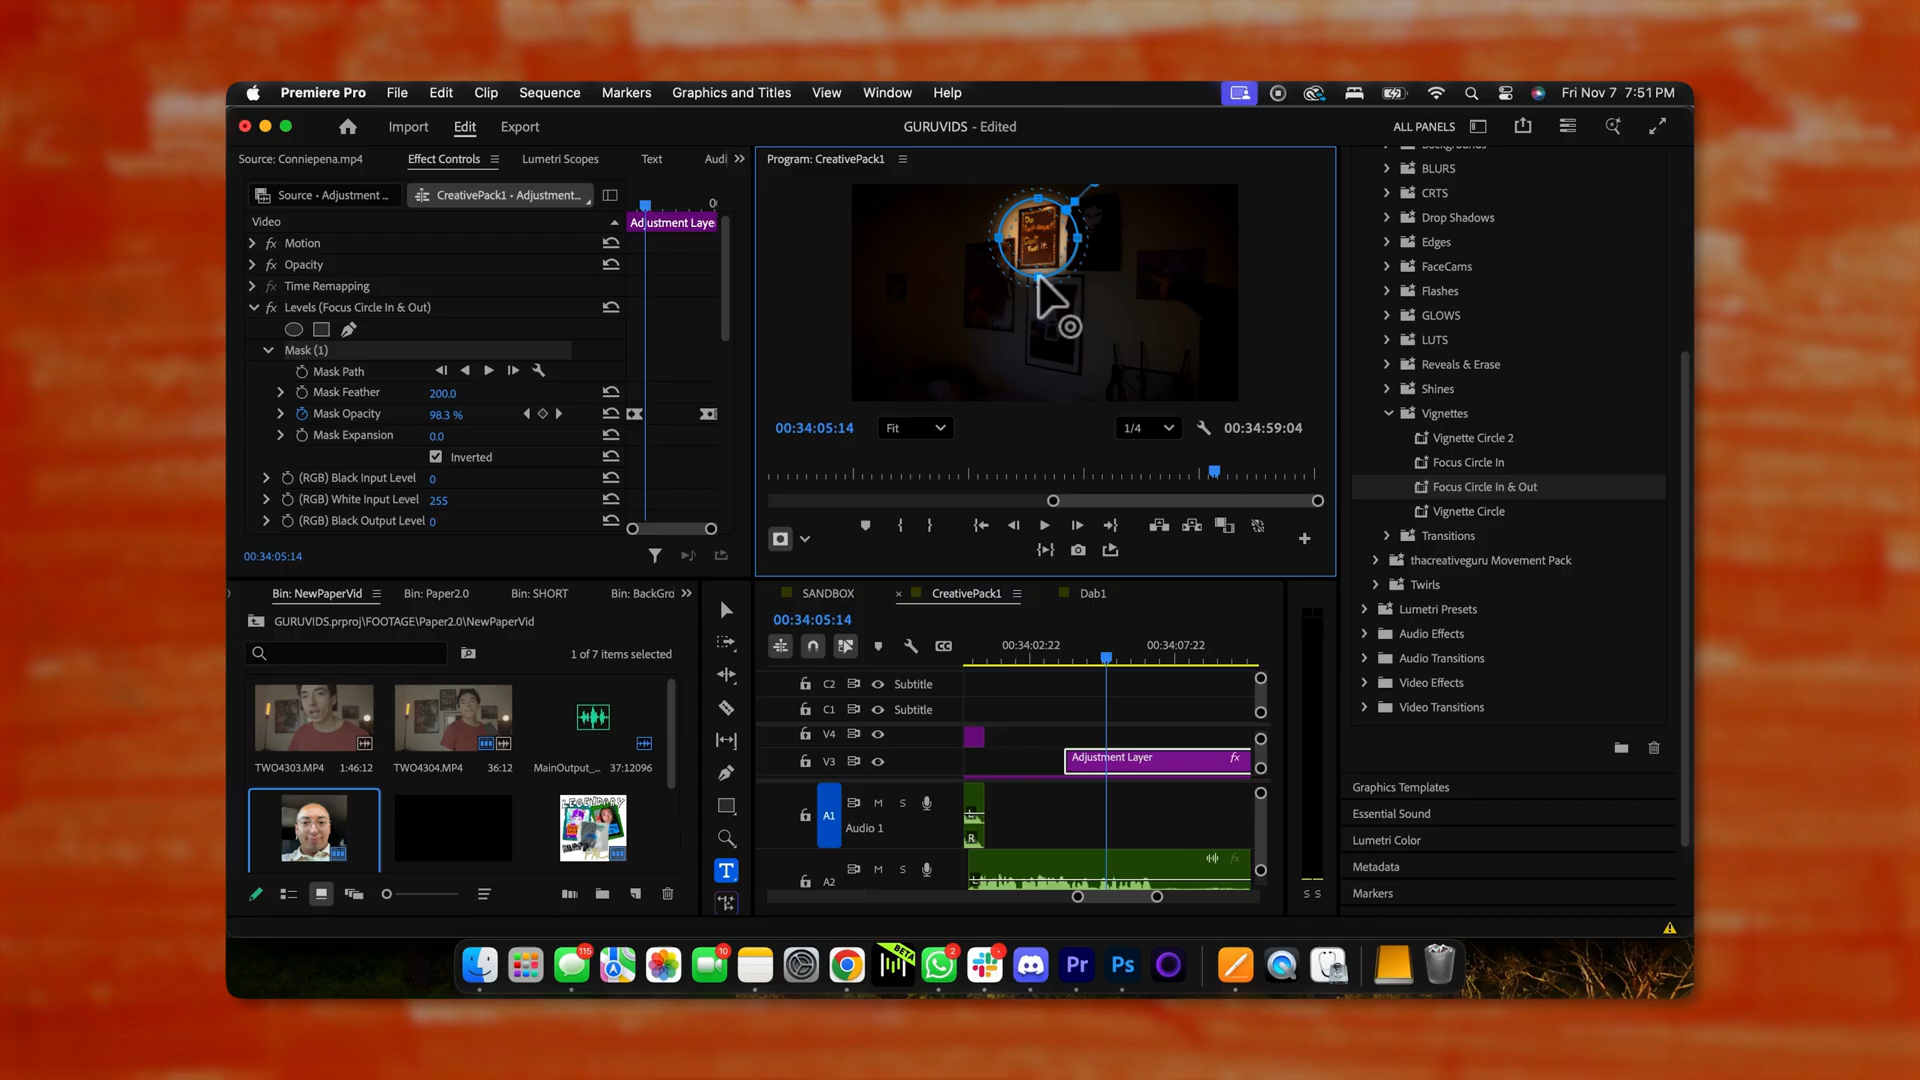 Premiere Pro File Edit Clip Sequence Markers Graphics and Titles View Window Help Fri Nov 7 7:51 PM
Import Edit Export GURUVIDS - Edited ALL PANELS
Source: Conniepena.mp4 Effect Controls Lumetri Scopes Text Audi
Source • Adjustment ... CreativePack1 • Adjustment...
Video Adjustment Laye
Motion
Opacity
Time Remapping
Levels (Focus Circle In & Out)
Mask (1)
Mask Path
Mask Feather 200.0
Mask Opacity 98.3 %
Mask Expansion 0.0
Inverted
(RGB) Black Input Level 0
(RGB) White Input Level 255
(RGB) Black Output Level 0
00:34:05:14
Program: CreativePack1
00:34:05:14 Fit 1/4 00:34:59:04
BLURS
CRTS
Drop Shadows
Edges
FaceCams
Flashes
GLOWS
LUTS
Reveals & Erase
Shines
Vignettes
Vignette Circle 2
Focus Circle In
Focus Circle In & Out
Vignette Circle
Transitions
thacreativeguru Movement Pack
Twirls
Lumetri Presets
Audio Effects
Audio Transitions
Video Effects
Video Transitions
Graphics Templates
Essential Sound
Lumetri Color
Metadata
Markers
Bin: NewPaperVid Bin: Paper2.0 Bin: SHORT Bin: BackGro
GURUVIDS.prproj\FOOTAGE\Paper2.0\NewPaperVid
1 of 7 items selected
TWO4303.MP4 1:46:12 TWO4304.MP4 36:12 MainOutput_... 37:12096
LEGENDARY
SANDBOX CreativePack1 Dab1
00:34:05:14
00:34:02:22 00:34:07:22
C2 Subtitle
C1 Subtitle
V4
V3 Adjustment Layer fx
A1 M S
Audio 1
R
A2 M S
S S
115 10 BETA 2 Pr Ps